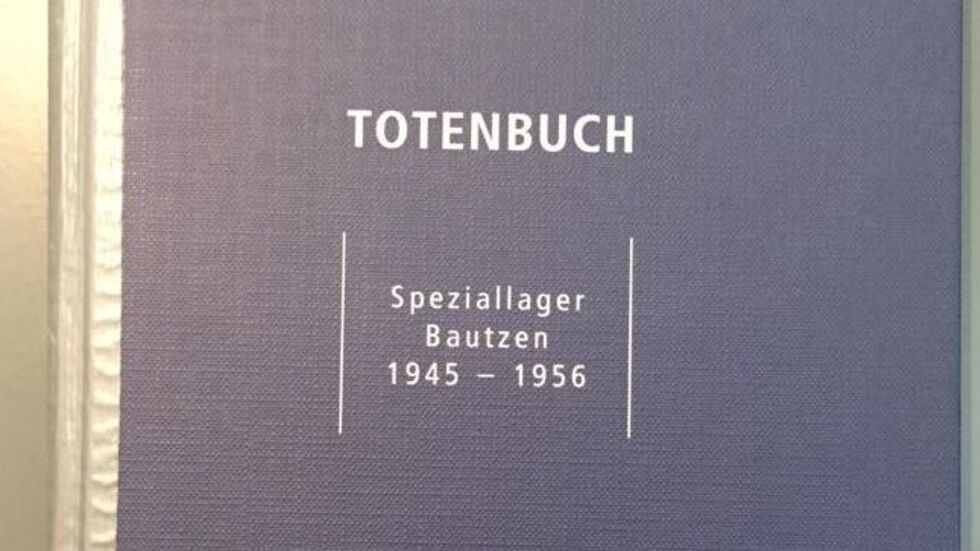 TOTENBUCH
Speziallager
Bautzen
1945 – 1956